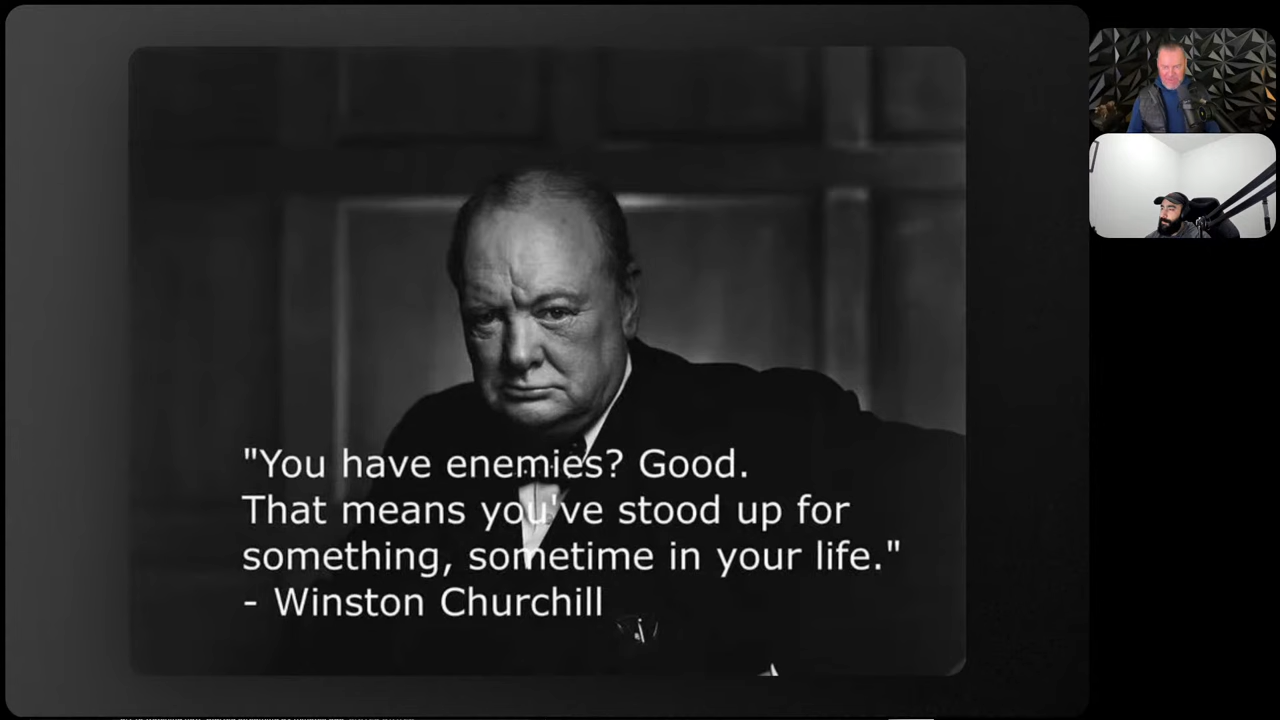 "You have enemies? Good.
That means you've stood up for
something, sometime in your life."
- Winston Churchill